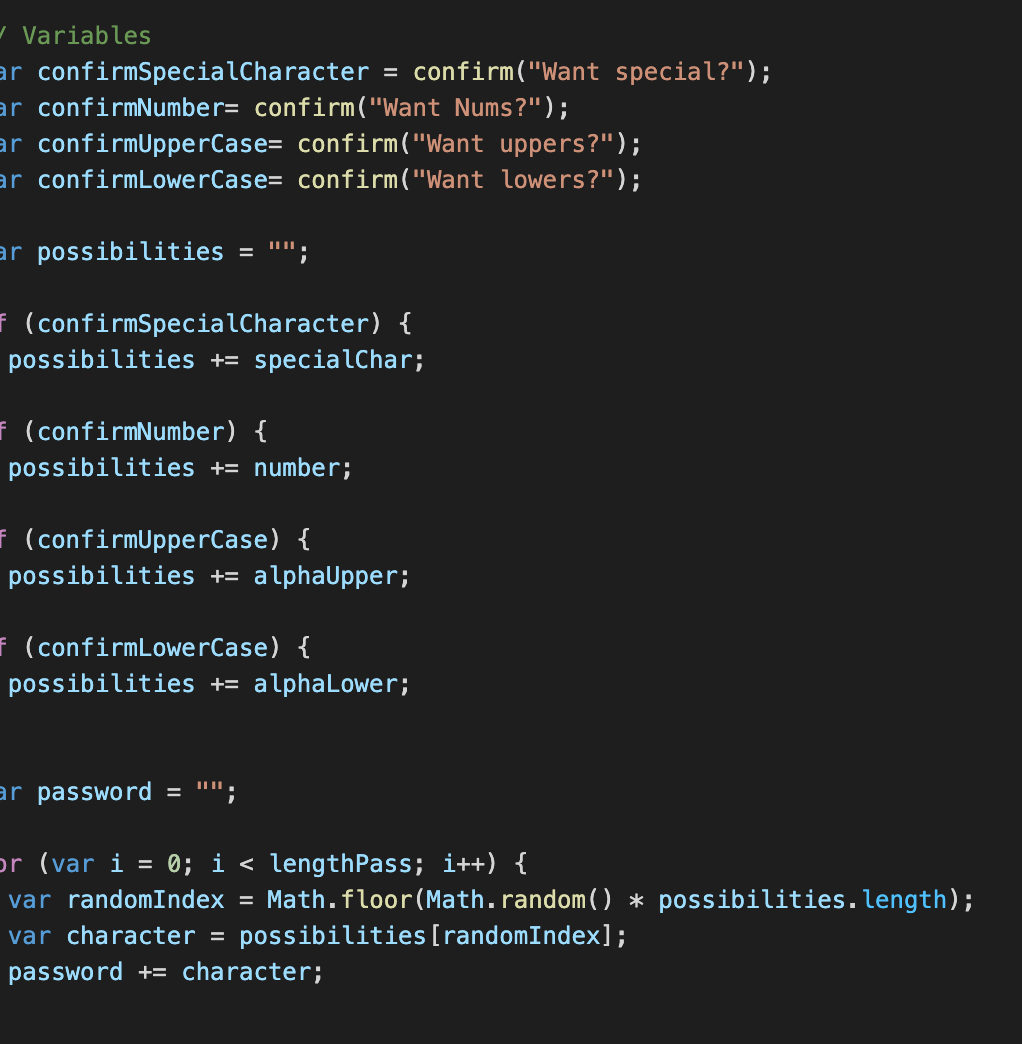 / Variables
ar confirmSpecialCharacter = confirm("Want special?");
ar confirmNumber= confirm("Want Nums?");
ar confirmUpperCase= confirm("Want uppers?");
ar confirmLowerCase= confirm("Want lowers?");
ar possibilities = "";
f (confirmSpecialCharacter) {
possibilities += specialChar;
f (confirmNumber) {
possibilities += number;
f (confirmUpperCase) {
possibilities += alphaUpper;
f (confirmLowerCase) {
possibilities += alphaLower;
ar password = "";
or (var i = 0; i < lengthPass; i++) {
var randomIndex = Math.floor(Math.random() * possibilities.length);
var character = possibilities[randomIndex];
password += character;